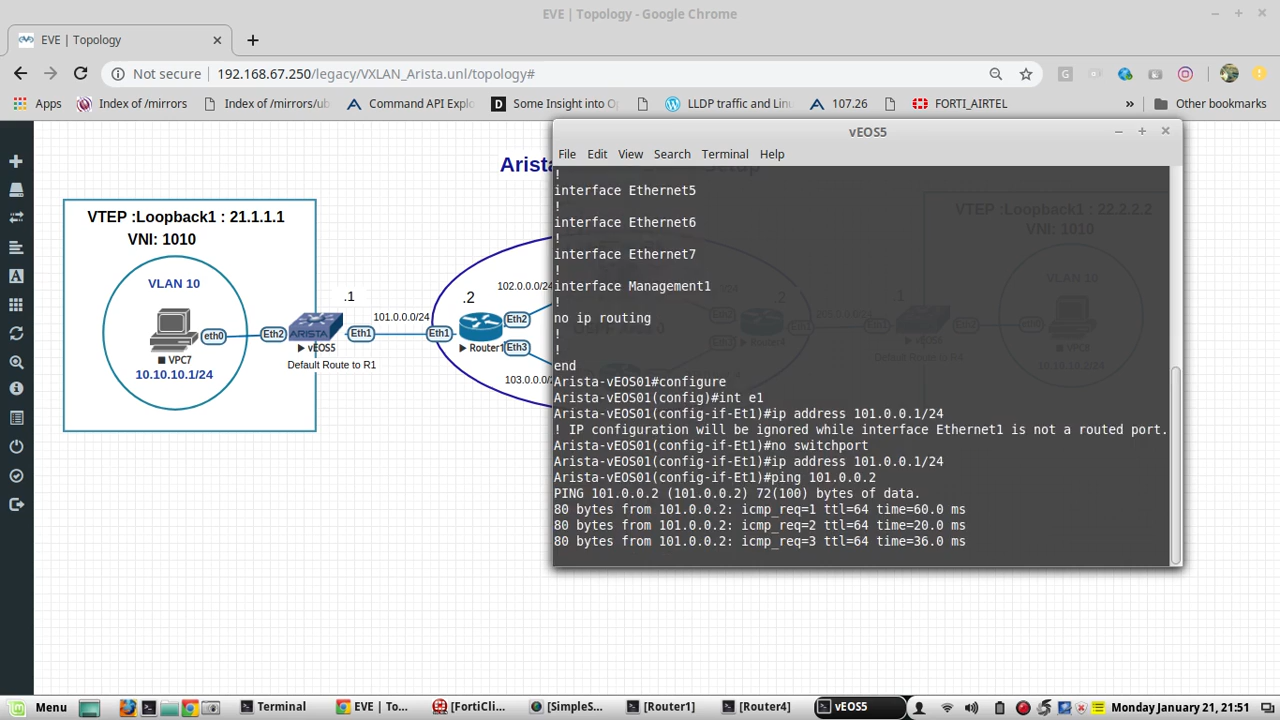 EVE | Topology - Google Chrome
EVE | Topology
Not secure
192.168.67.250/legacy/VXLAN_Arista.unl/topology#
Apps
Index of /mirrors
Index of /mirrors/ub
Command API Explo
Some Insight into Op
LLDP Traffic and Lin
107.26
FORTI_AIRTEL
»
Other bookmarks
Arista
VTEP :Loopback1 : 21.1.1.1
VNI: 1010
VLAN 10
eth0
VPC7
10.10.10.1/24
Eth2
ARISTA
vEOS5
Default Route to R1
.1
Eth1
101.0.0.0/24
Eth1
.2
Router1
Eth2
Eth3
102.0.0.0/24
103.0.0.0/
VTEP :Loopback1 : 22.2.2.2
VNI: 1010
VLAN 10
vEOS5
File Edit View Search Terminal Help
!
interface Ethernet5
!
interface Ethernet6
!
interface Ethernet7
!
interface Management1
!
no ip routing
!
!
end
Arista-vEOS01#configure
Arista-vEOS01(config)#int e1
Arista-vEOS01(config-if-Et1)#ip address 101.0.0.1/24
! IP configuration will be ignored while interface Ethernet1 is not a routed port.
Arista-vEOS01(config-if-Et1)#no switchport
Arista-vEOS01(config-if-Et1)#ip address 101.0.0.1/24
Arista-vEOS01(config-if-Et1)#ping 101.0.0.2
PING 101.0.0.2 (101.0.0.2) 72(100) bytes of data.
80 bytes from 101.0.0.2: icmp_req=1 ttl=64 time=60.0 ms
80 bytes from 101.0.0.2: icmp_req=2 ttl=64 time=20.0 ms
80 bytes from 101.0.0.2: icmp_req=3 ttl=64 time=36.0 ms
Menu
Terminal
EVE | To...
[FortiCli...
[SimpleS...
[Router1]
[Router4]
vEOS5
Monday January 21, 21:51